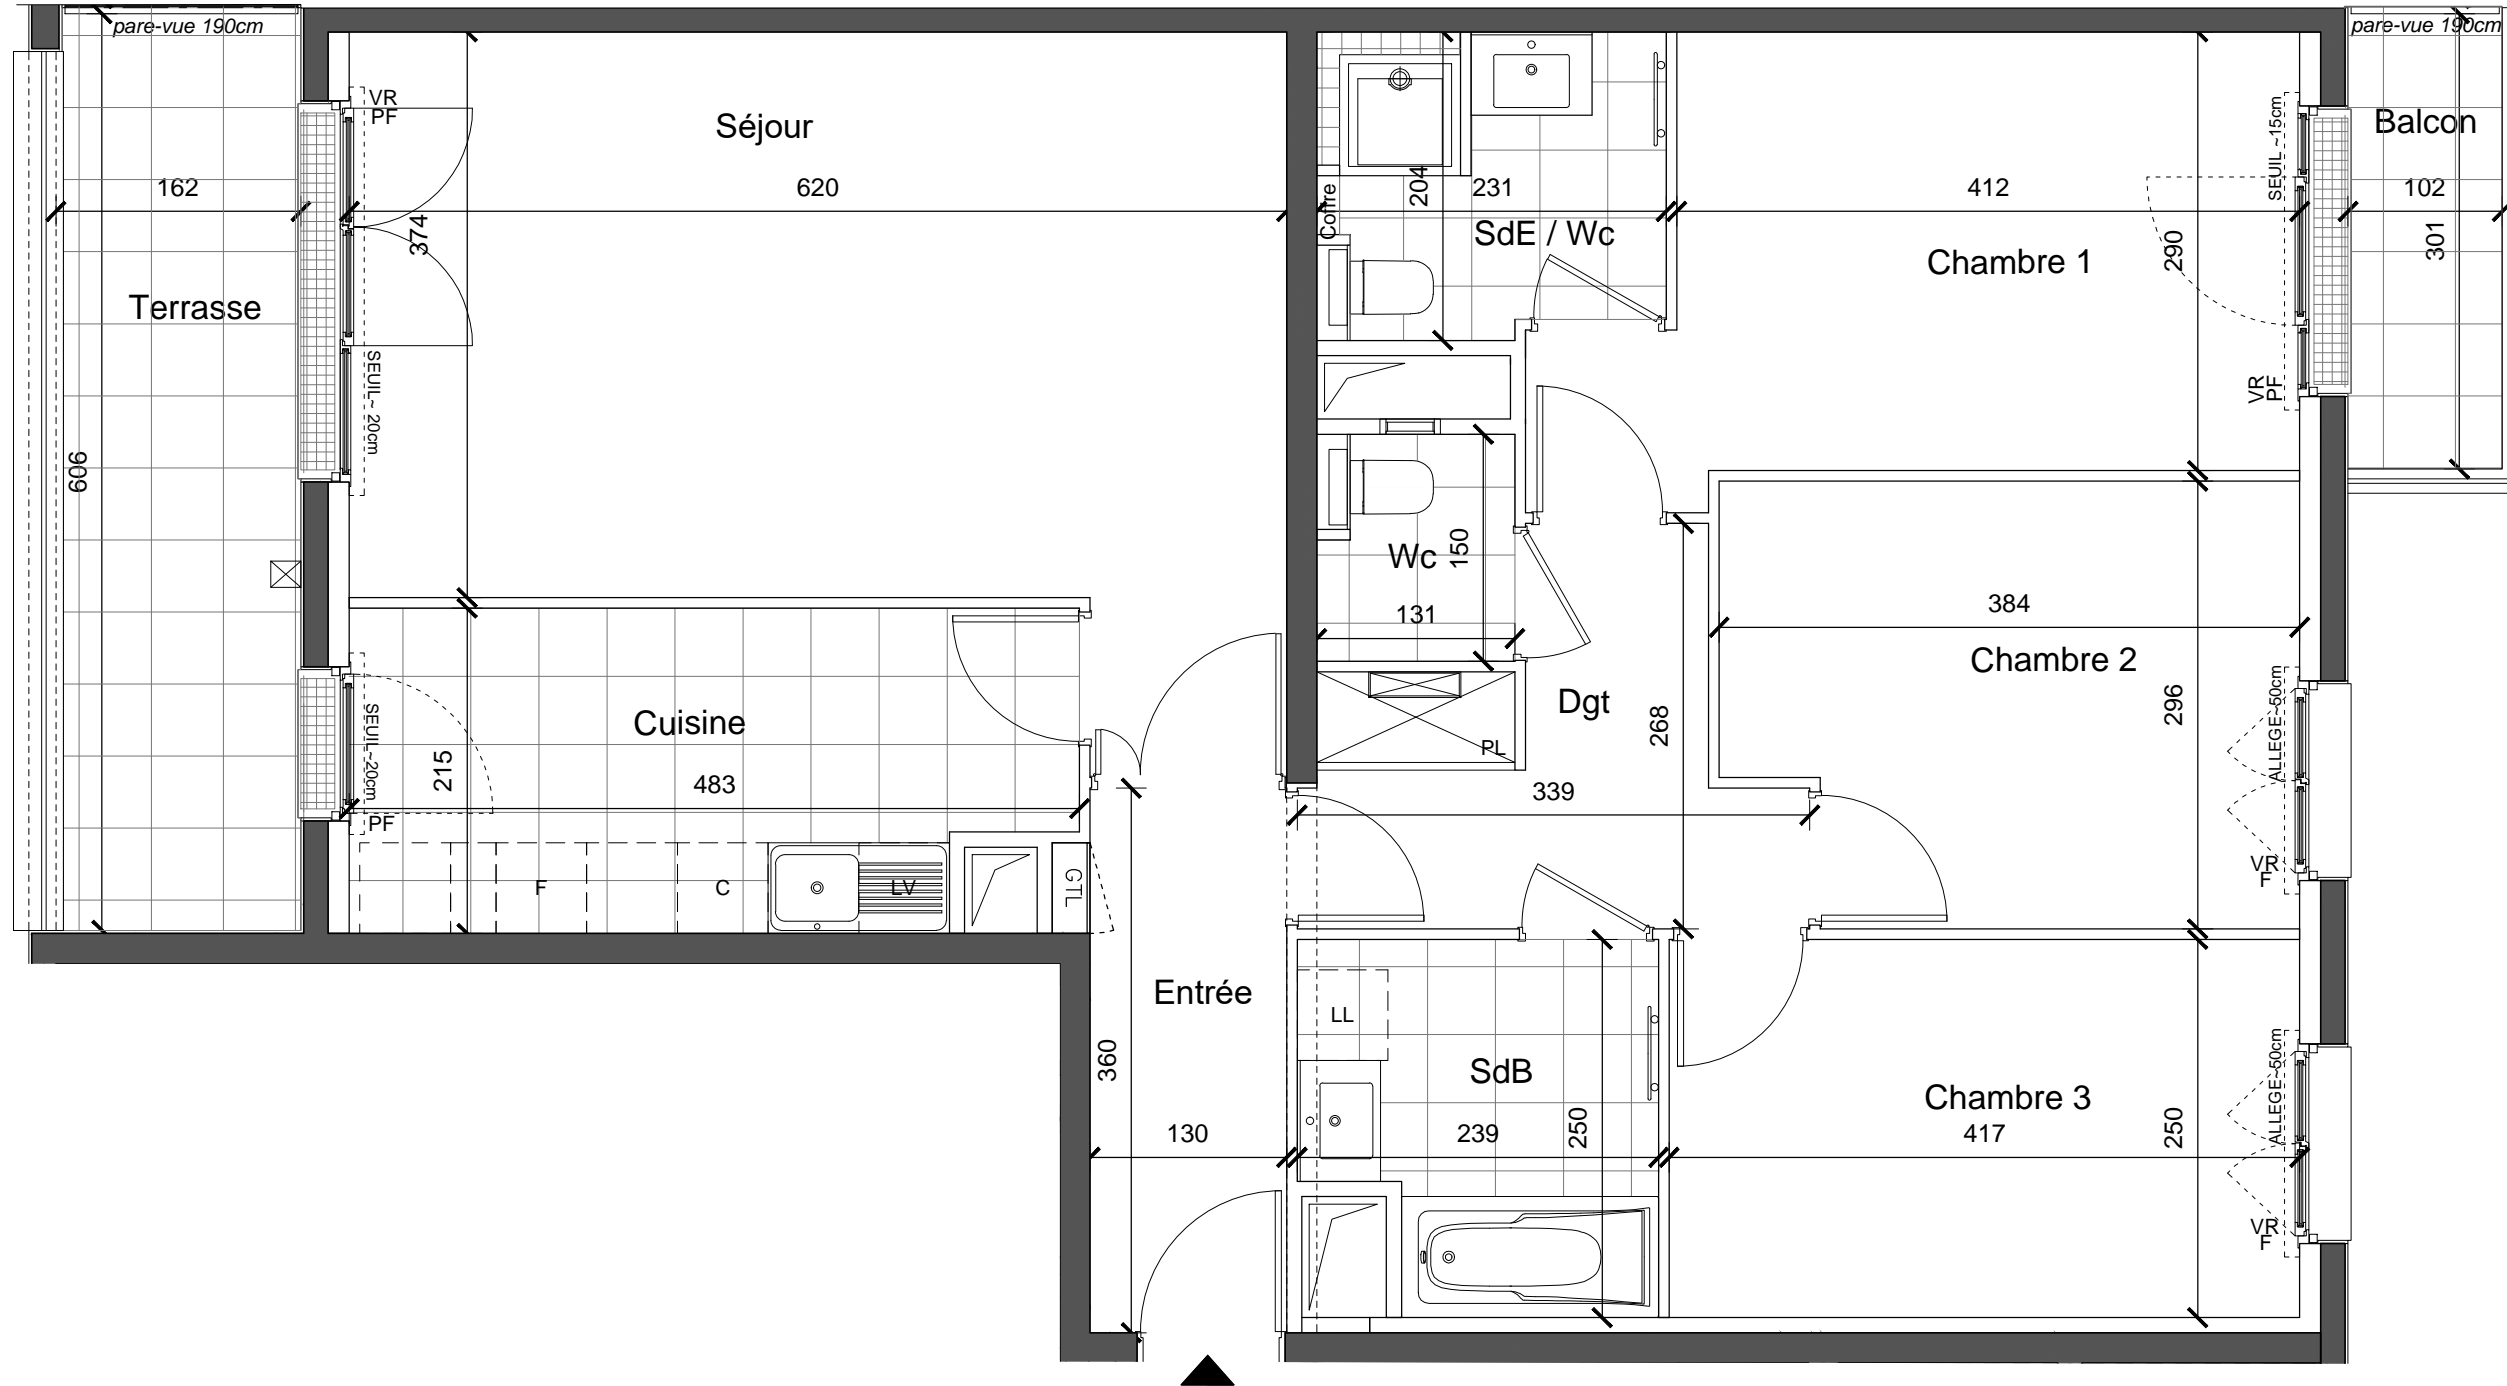 pare-vue 190cm
pare-vue 190cm
VR
PF
Séjour
SEUIL ~15cm
Balcon
162
620
Coffre
204
231
412
102
374
SdE / Wc
Chambre 1
290
301
Terrasse
SEUIL~ 20cm
VR
PF
606
Wc
150
131
384
Chambre 2
Dgt
268
296
ALLEGE~50cm
SEUIL~20cm
Cuisine
PL
215
483
339
PF
F
C
LV
GTL
VR
F
Entrée
LL
360
SdB
ALLEGE~50cm
Chambre 3
130
239
250
417
250
VR
F